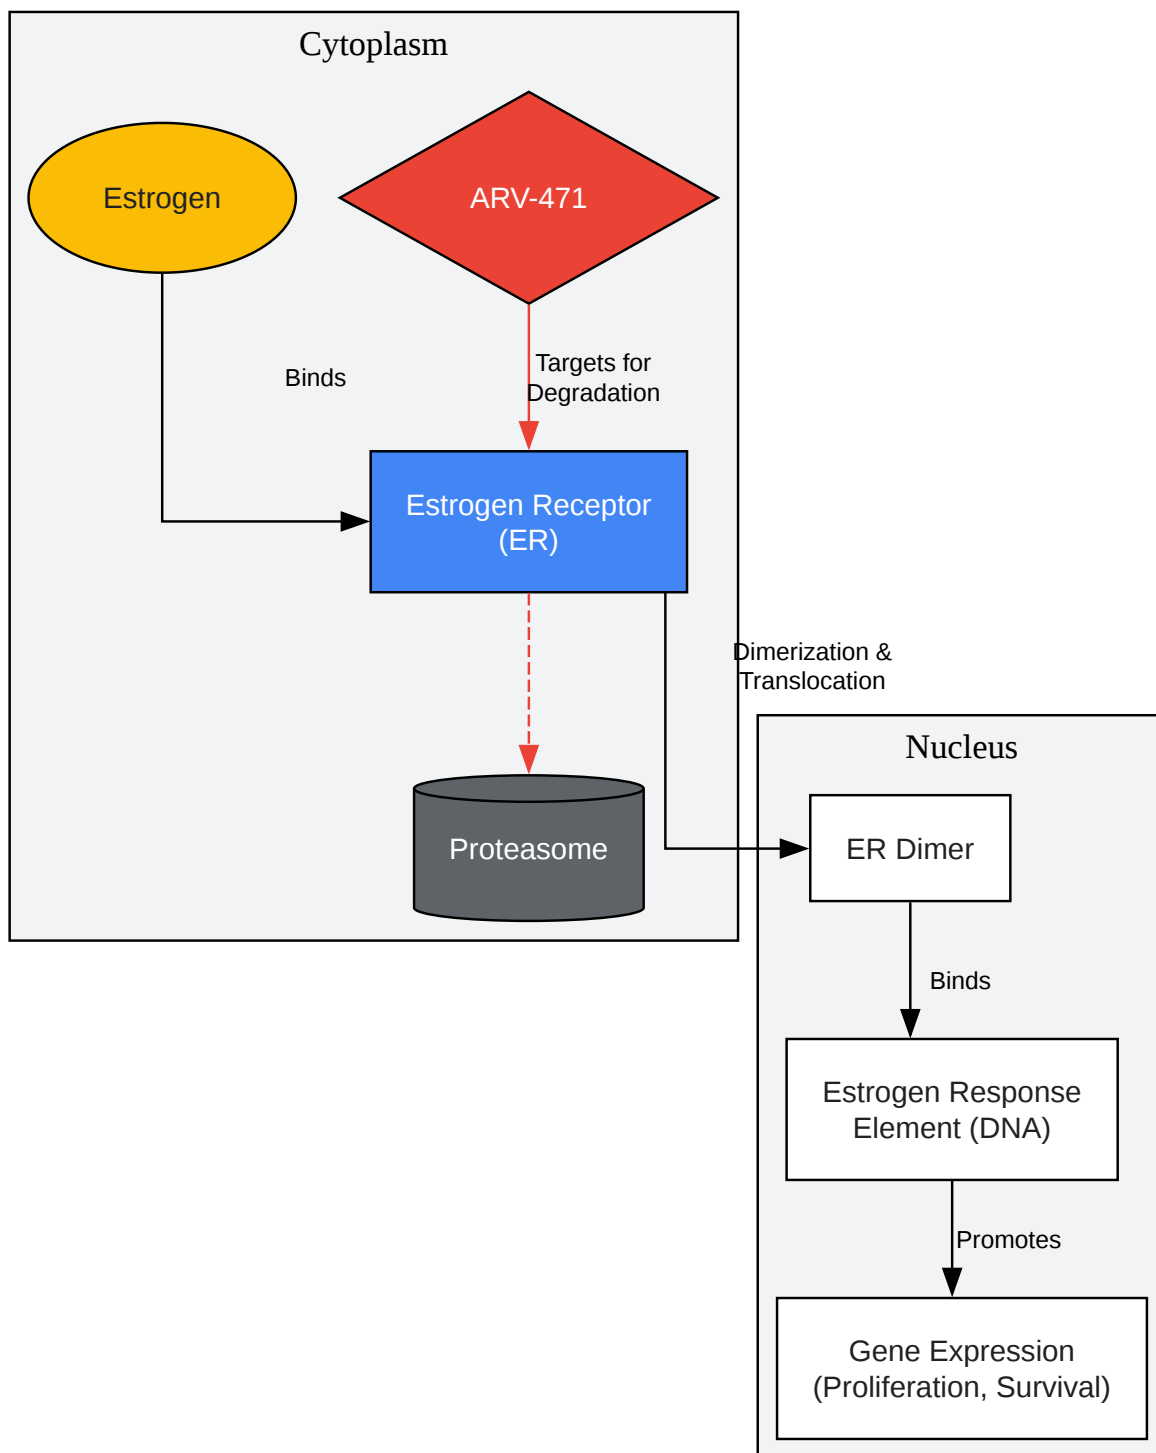 Cytoplasm
Estrogen
ARV-471
Binds
Targets for
Degradation
Estrogen Receptor
(ER)
Dimerization &
Translocation
Proteasome
Nucleus
ER Dimer
Binds
Estrogen Response
Element (DNA)
Promotes
Gene Expression
(Proliferation, Survival)